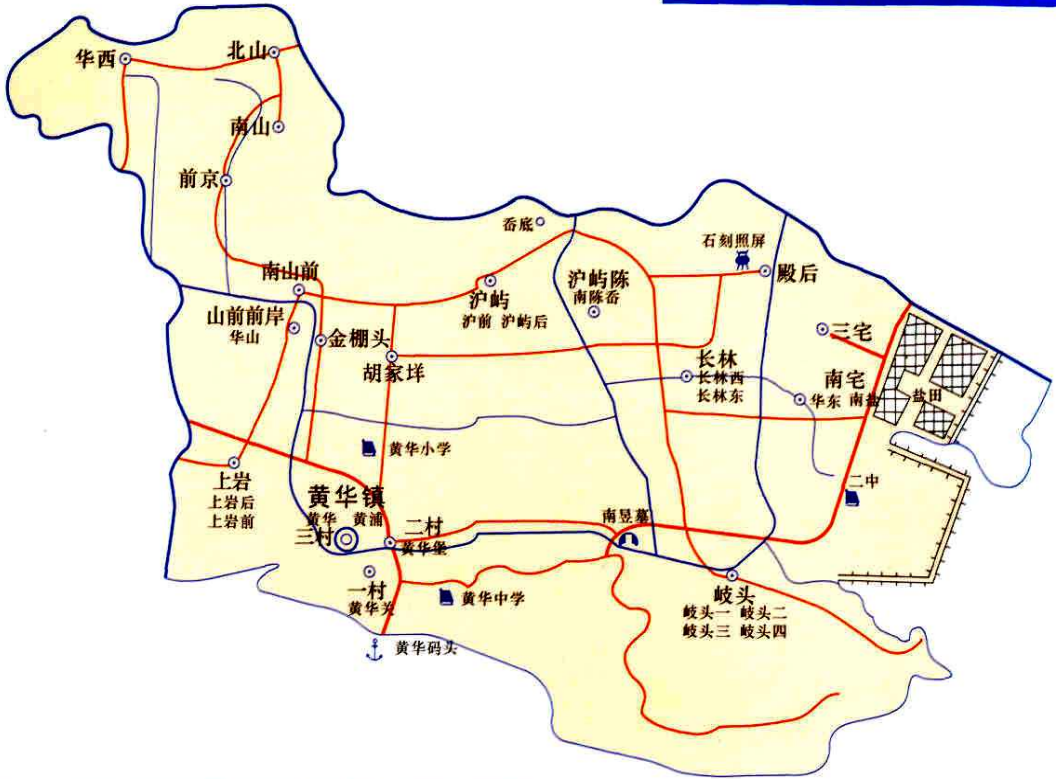 华西
北山
南山
前京
岙底
石刻照屏
殿后
南山前
沪屿
沪前 沪屿后
沪屿陈
南陈岙
山前前岸
华山
金棚头
胡家垟
三宅
长林
长林西
长林东
南宅
华东 南盐
盐田
黄华小学
上岩
上岩后
上岩前
黄华镇
黄华 黄浦
三村
二村
黄华堡
南昱墓
二中
一村
黄华关
黄华中学
岐头
岐头一 岐头二
岐头三 岐头四
黄华码头